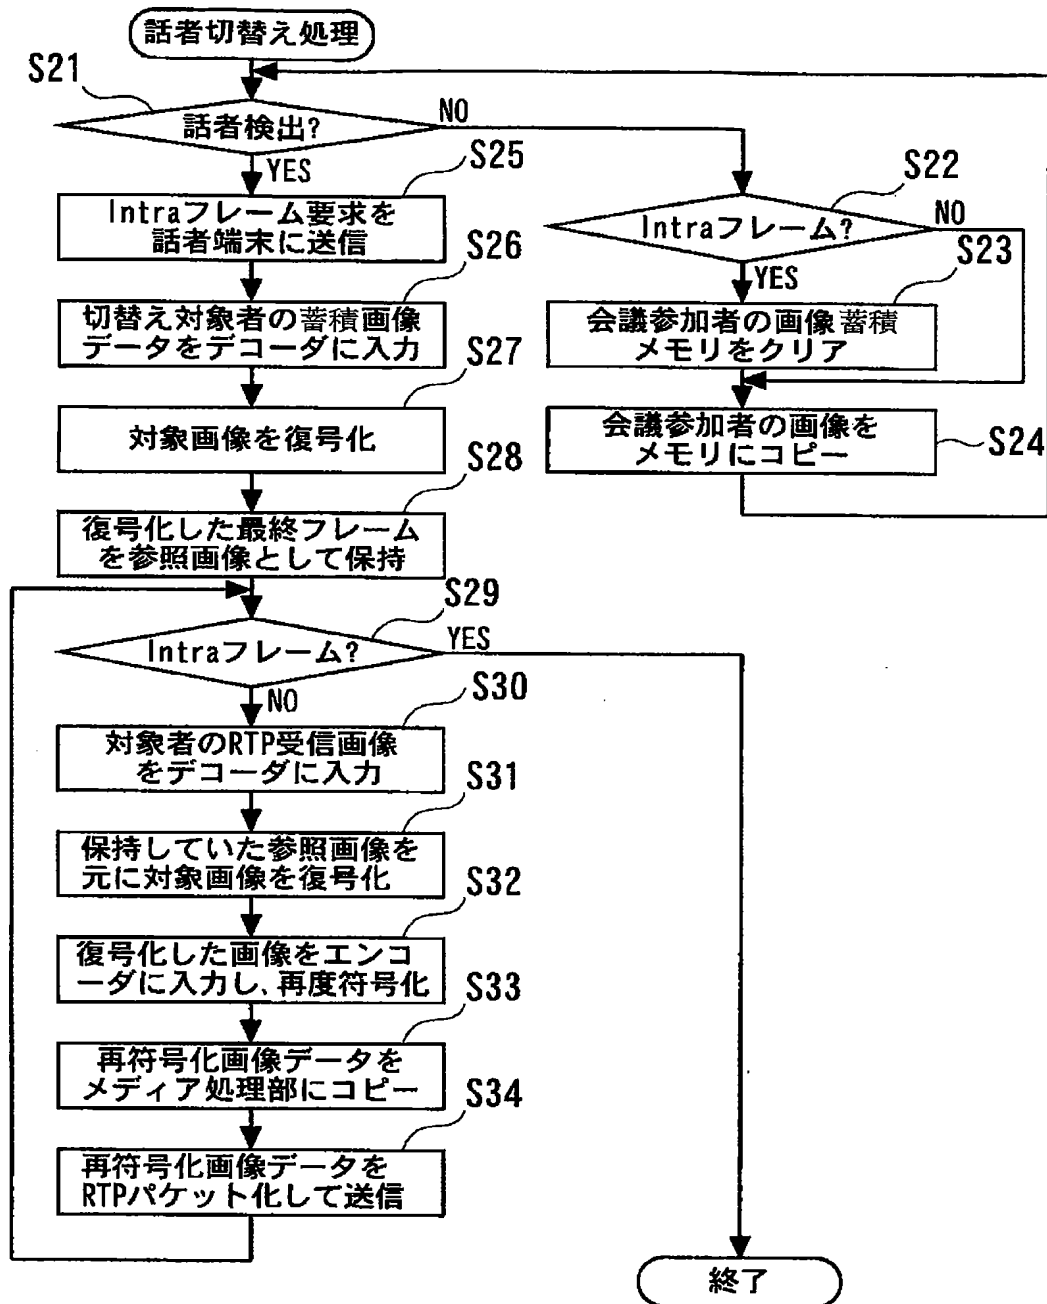 話者切替え処理
S21
話者検出?
NO
YES
S25
Intraフレーム要求を
話者端末に送信
S22
Intraフレーム?
NO
YES
S23
会議参加者の画像蓄積
メモリをクリア
会議参加者の画像を
メモリにコピー
S24
S26
切替え対象者の蓄積画像
データをデコーダに入力
S27
対象画像を復号化
S28
復号化した最終フレーム
を参照画像として保持
S29
Intraフレーム?
YES
NO
S30
対象者のRTP受信画像
をデコーダに入力
S31
保持していた参照画像を
元に対象画像を復号化
S32
復号化した画像をエンコ
ーダに入力し、再度符号化
S33
再符号化画像データを
メディア処理部にコピー
S34
再符号化画像データを
RTPパケット化して送信
終了